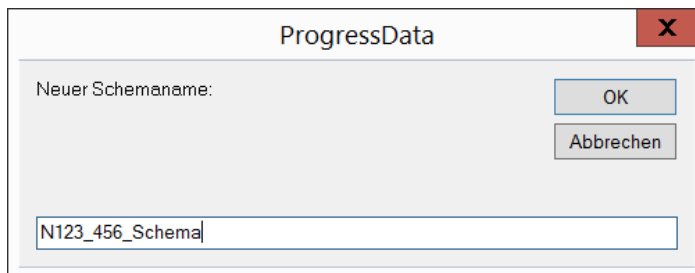 ProgressData
X
Neuer Schemaname:
OK
Abbrechen
N123_456_Schema